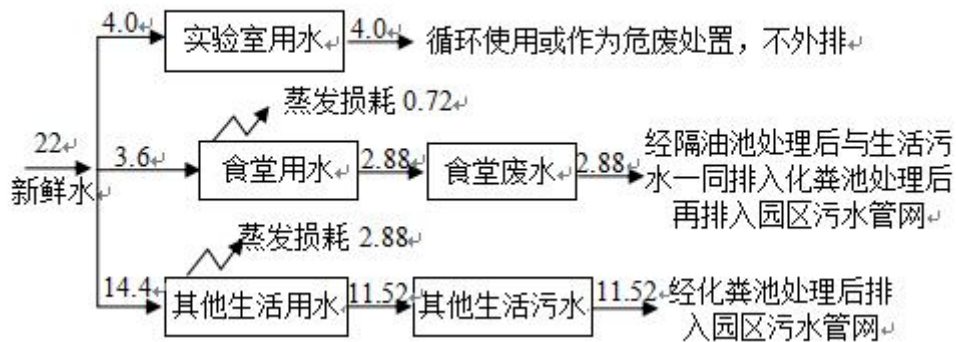 4.0
实验室用水
4.0
循环使用或作为危废处置，不外排
蒸发损耗 0.72
22
新鲜水
3.6
食堂用水
2.88
食堂废水
2.88
经隔油池处理后与生活污
水一同排入化粪池处理后
再排入园区污水管网
蒸发损耗 2.88
14.4
其他生活用水
11.52
其他生活污水
11.52
经化粪池处理后排
入园区污水管网